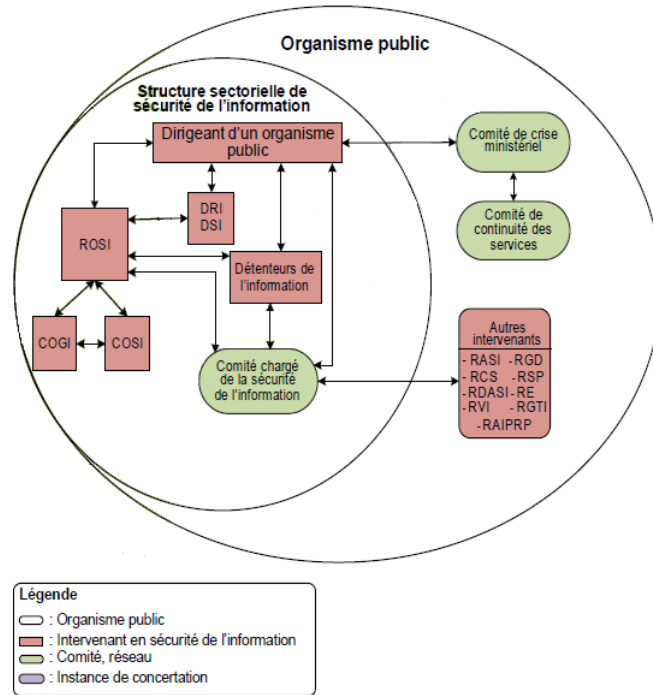 Organisme public
Structure sectorielle de
sécurité de l'information
Dirigeant d'un organisme
public
Comité de crise
ministériel
DRI
DSI
Comité de
continuité des
services
ROSI
Détenteurs de
l'information
COGI
COSI
Comité chargé
de la sécurité
de l'information
Autres
intervenants
- RASI - RGD
- RCS - RSP
- RDASI - RE
- RVI - RGTI
- RAIPRP
Légende
: Organisme public
: Intervenant en sécurité de l'information
: Comité, réseau
: Instance de concertation